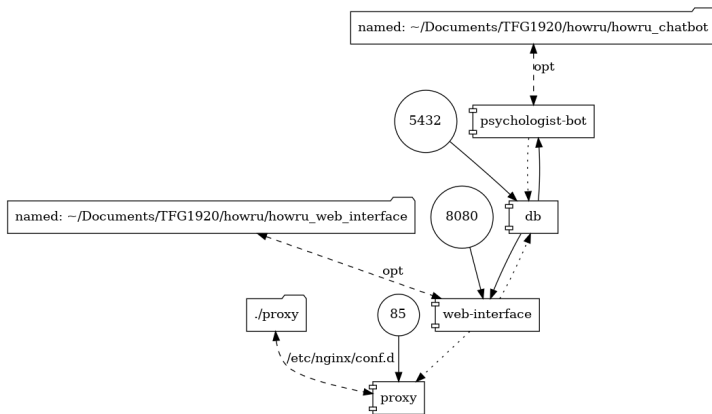 named: ~/Documents/TFG1920/howru/howru_chatbot
opt
5432
psychologist-bot
named: ~/Documents/TFG1920/howru/howru_web_interface
8080
db
opt
./proxy
85
web-interface
/etc/nginx/conf.d
proxy